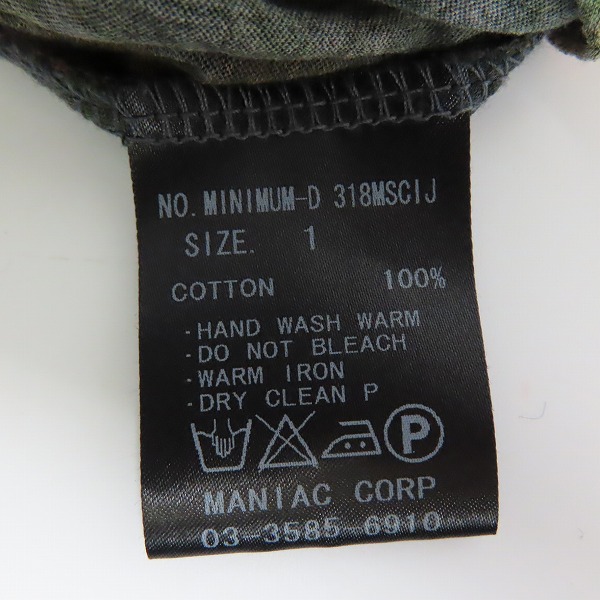 NO. MINIMUM-D 318MSCIJ
SIZE. 1
COTTON 100%
· HAND WASH WARM
· DO NOT BLEACH
· WARM IRON
· DRY CLEAN P
P
MANIAC CORP
03-3585-6910